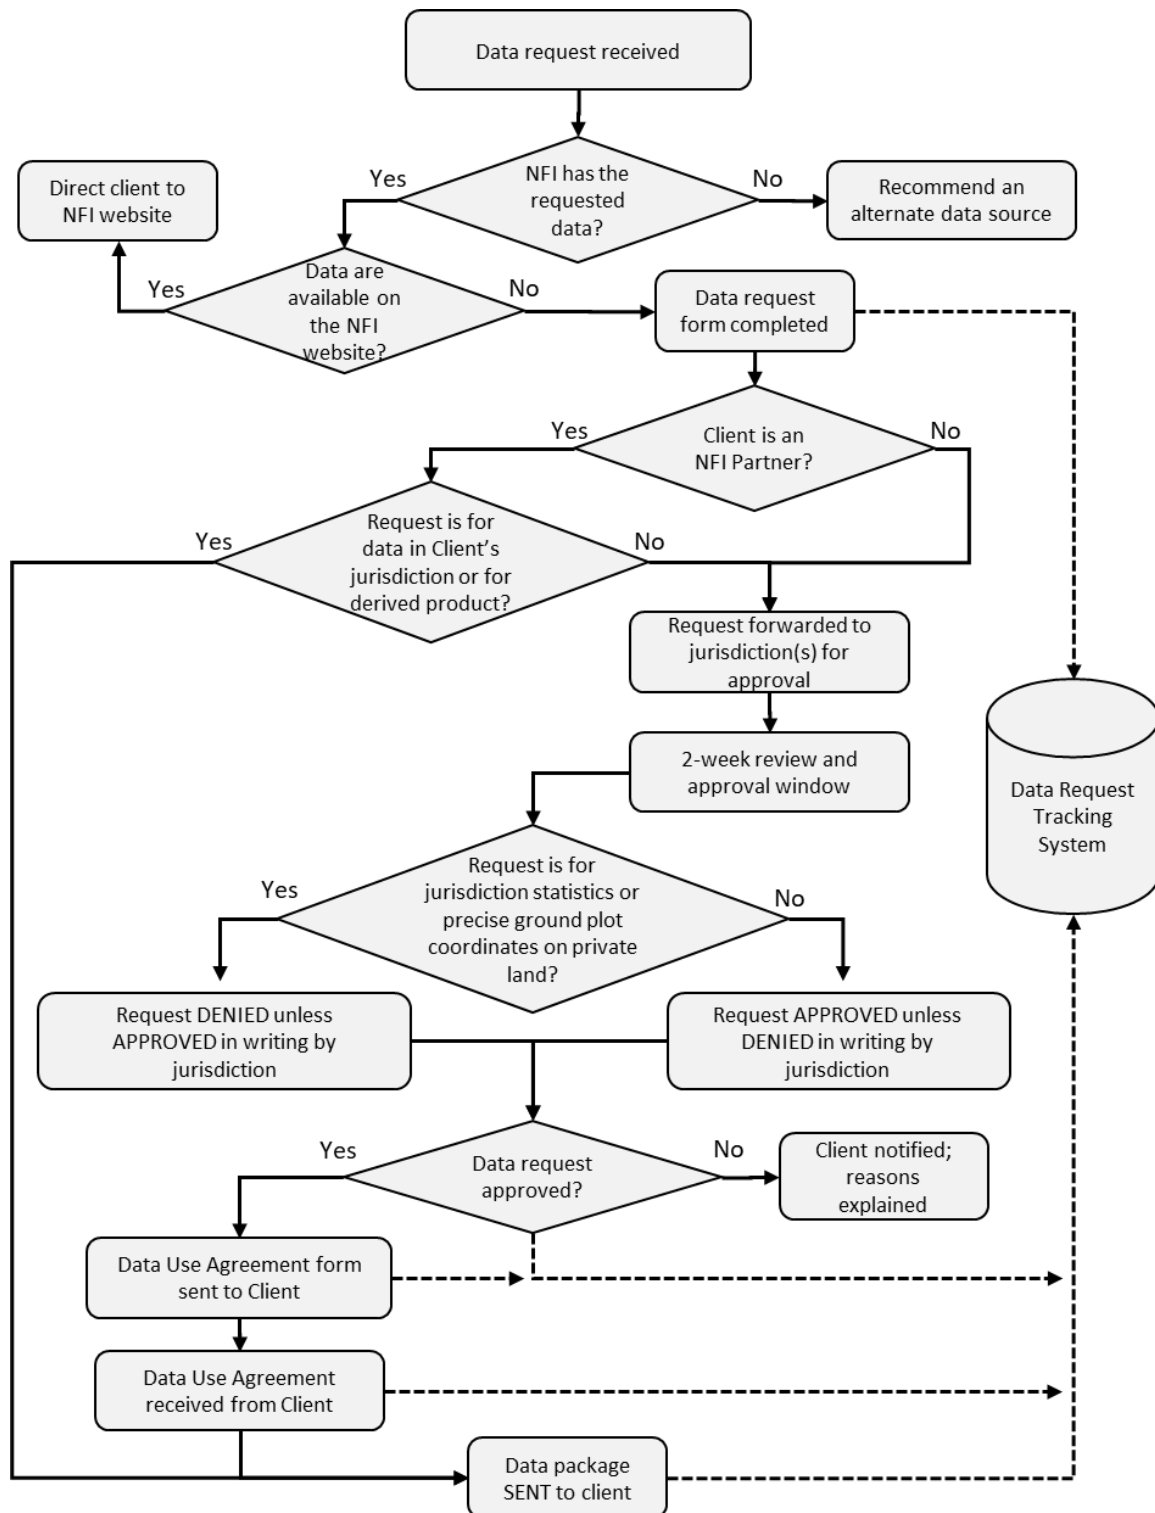 Data request received
Yes
NFI has the
requested
data?
No
Direct client to
NFI website
Recommend an
alternate data source
Yes
Data are
available on
the NFI
website?
No
Data request
form completed
Yes
Client is an
NFI Partner?
No
Yes
Request is for
data in Client’s
jurisdiction or for
derived product?
No
Request forwarded to
jurisdiction(s) for
approval
2-week review and
approval window
Data Request
Tracking
System
Yes
Request is for
jurisdiction statistics or
precise ground plot
coordinates on private
land?
No
Request DENIED unless
APPROVED in writing by
jurisdiction
Request APPROVED unless
DENIED in writing by
jurisdiction
Yes
Data request
approved?
No
Client notified;
reasons
explained
Data Use Agreement form
sent to Client
Data Use Agreement
received from Client
Data package
SENT to client